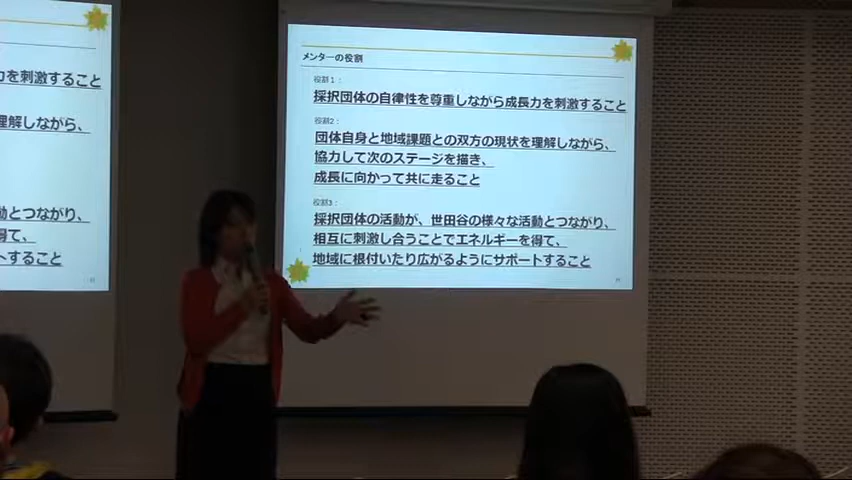 力を刺激すること
理解しながら、
動とつながり、
得て、
トすること
メンターの役割
役割1：
採択団体の自律性を尊重しながら成長力を刺激すること
役割2：
団体自身と地域課題との双方の現状を理解しながら、
協力して次のステージを描き、
成長に向かって共に走ること
役割3：
採択団体の活動が、世田谷の様々な活動とつながり、
相互に刺激し合うことでエネルギーを得て、
地域に根付いたり広がるようにサポートすること